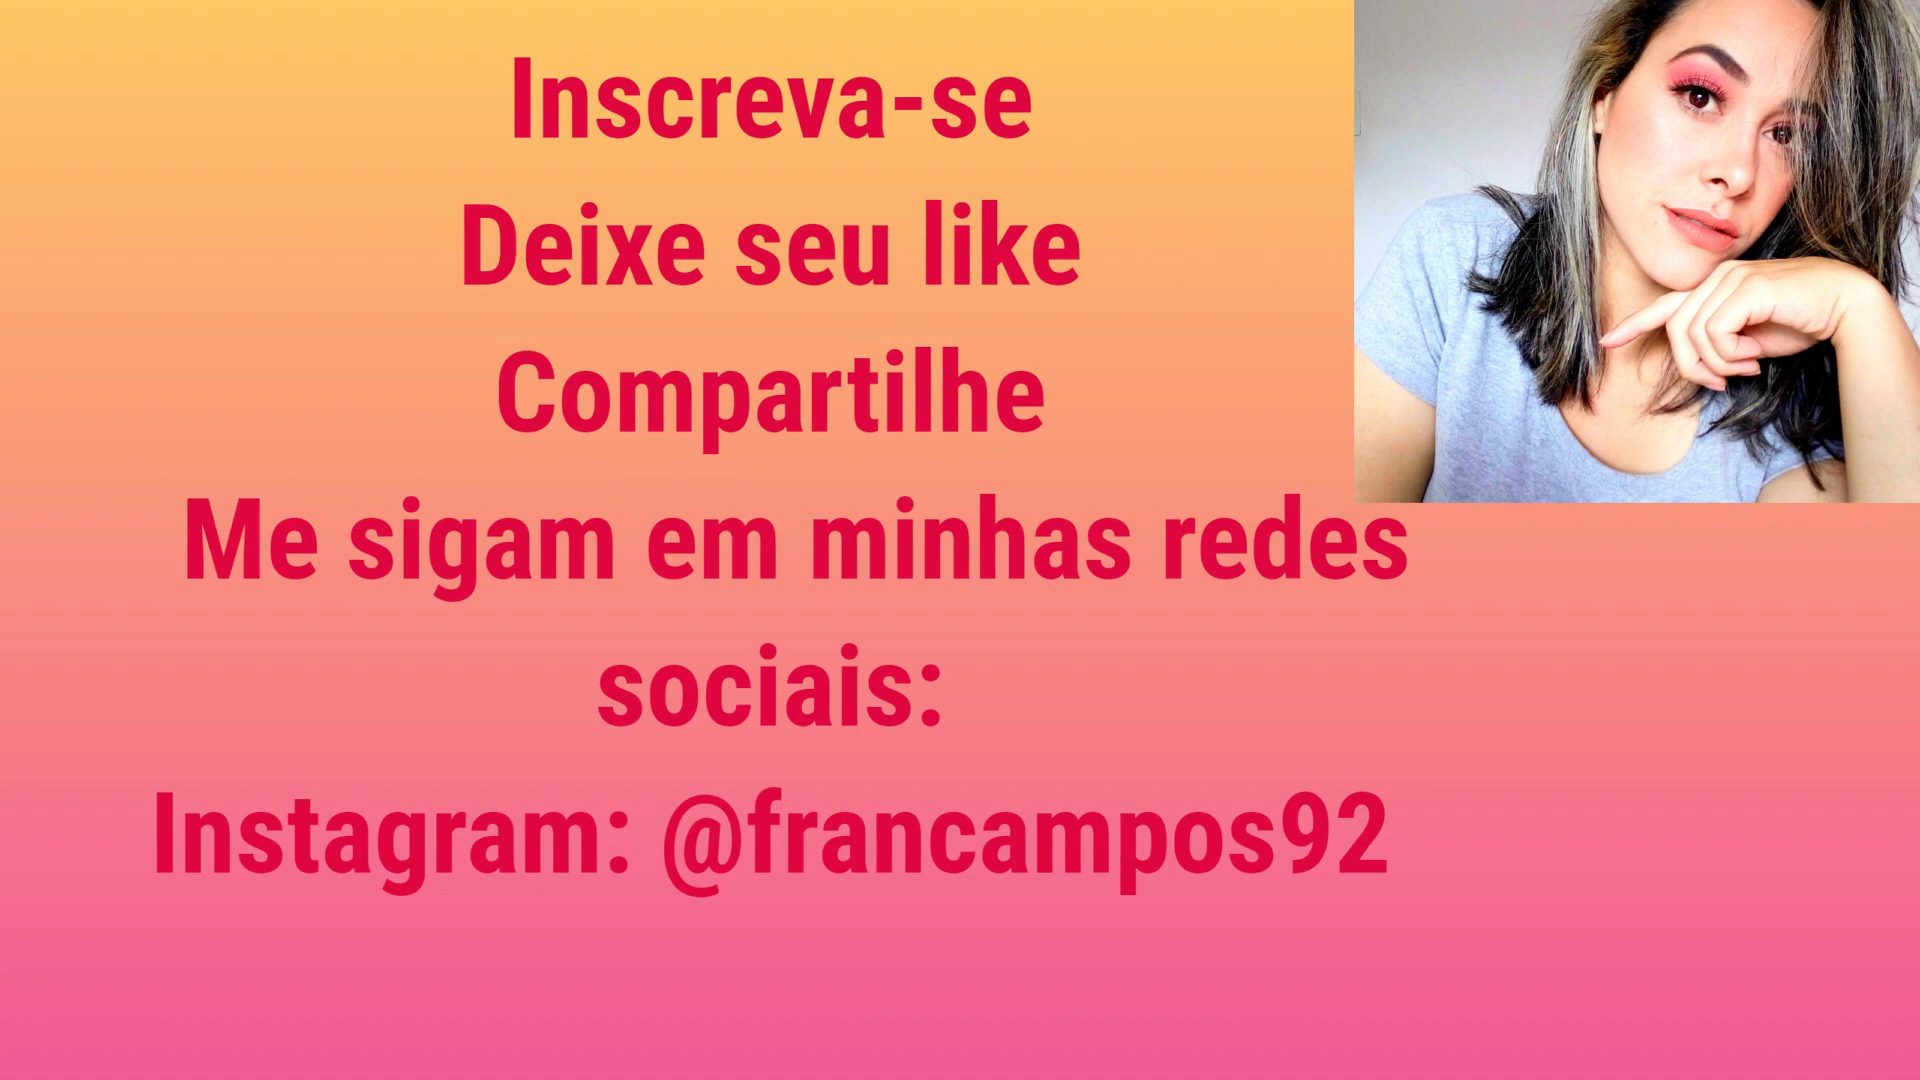 Inscreva-se
Deixe seu like
Compartilhe
Me sigam em minhas redes
sociais:
Instagram: @francampos92